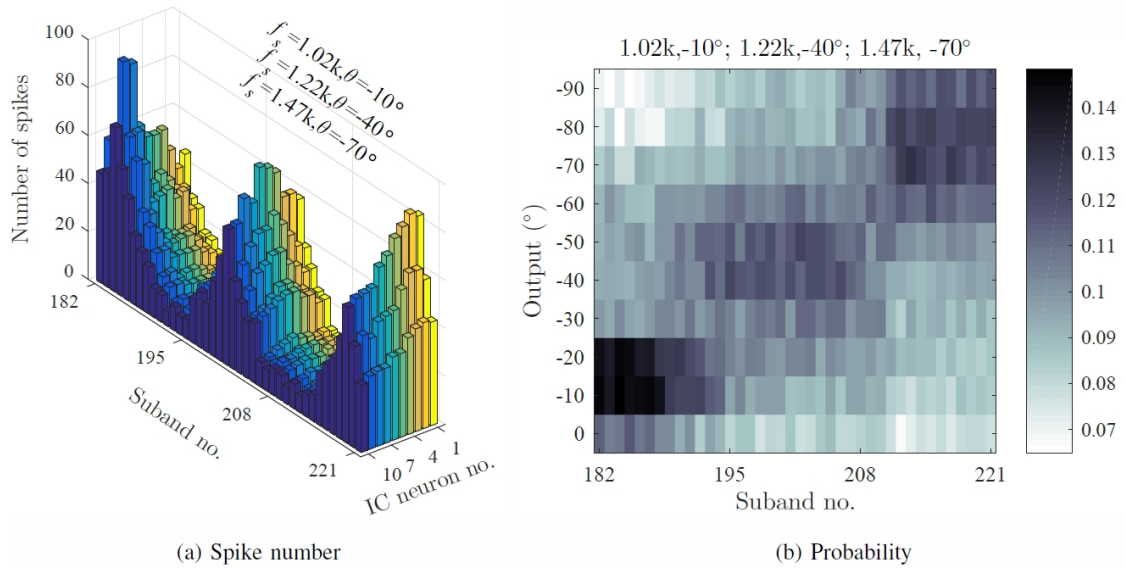 f_s=1.02k,θ=-10°
f_s=1.22k,θ=-40°
f_s=1.47k,θ=-70°
Number of spikes
100
80
60
40
20
0
182
195
208
221
Suband no.
10 7 4 1
IC neuron no.
(a) Spike number
1.02k,-10°; 1.22k,-40°; 1.47k, -70°
Output (°)
-90
-80
-70
-60
-50
-40
-30
-20
-10
0
182 195 208 221
Suband no.
0.14
0.13
0.12
0.11
0.1
0.09
0.08
0.07
(b) Probability